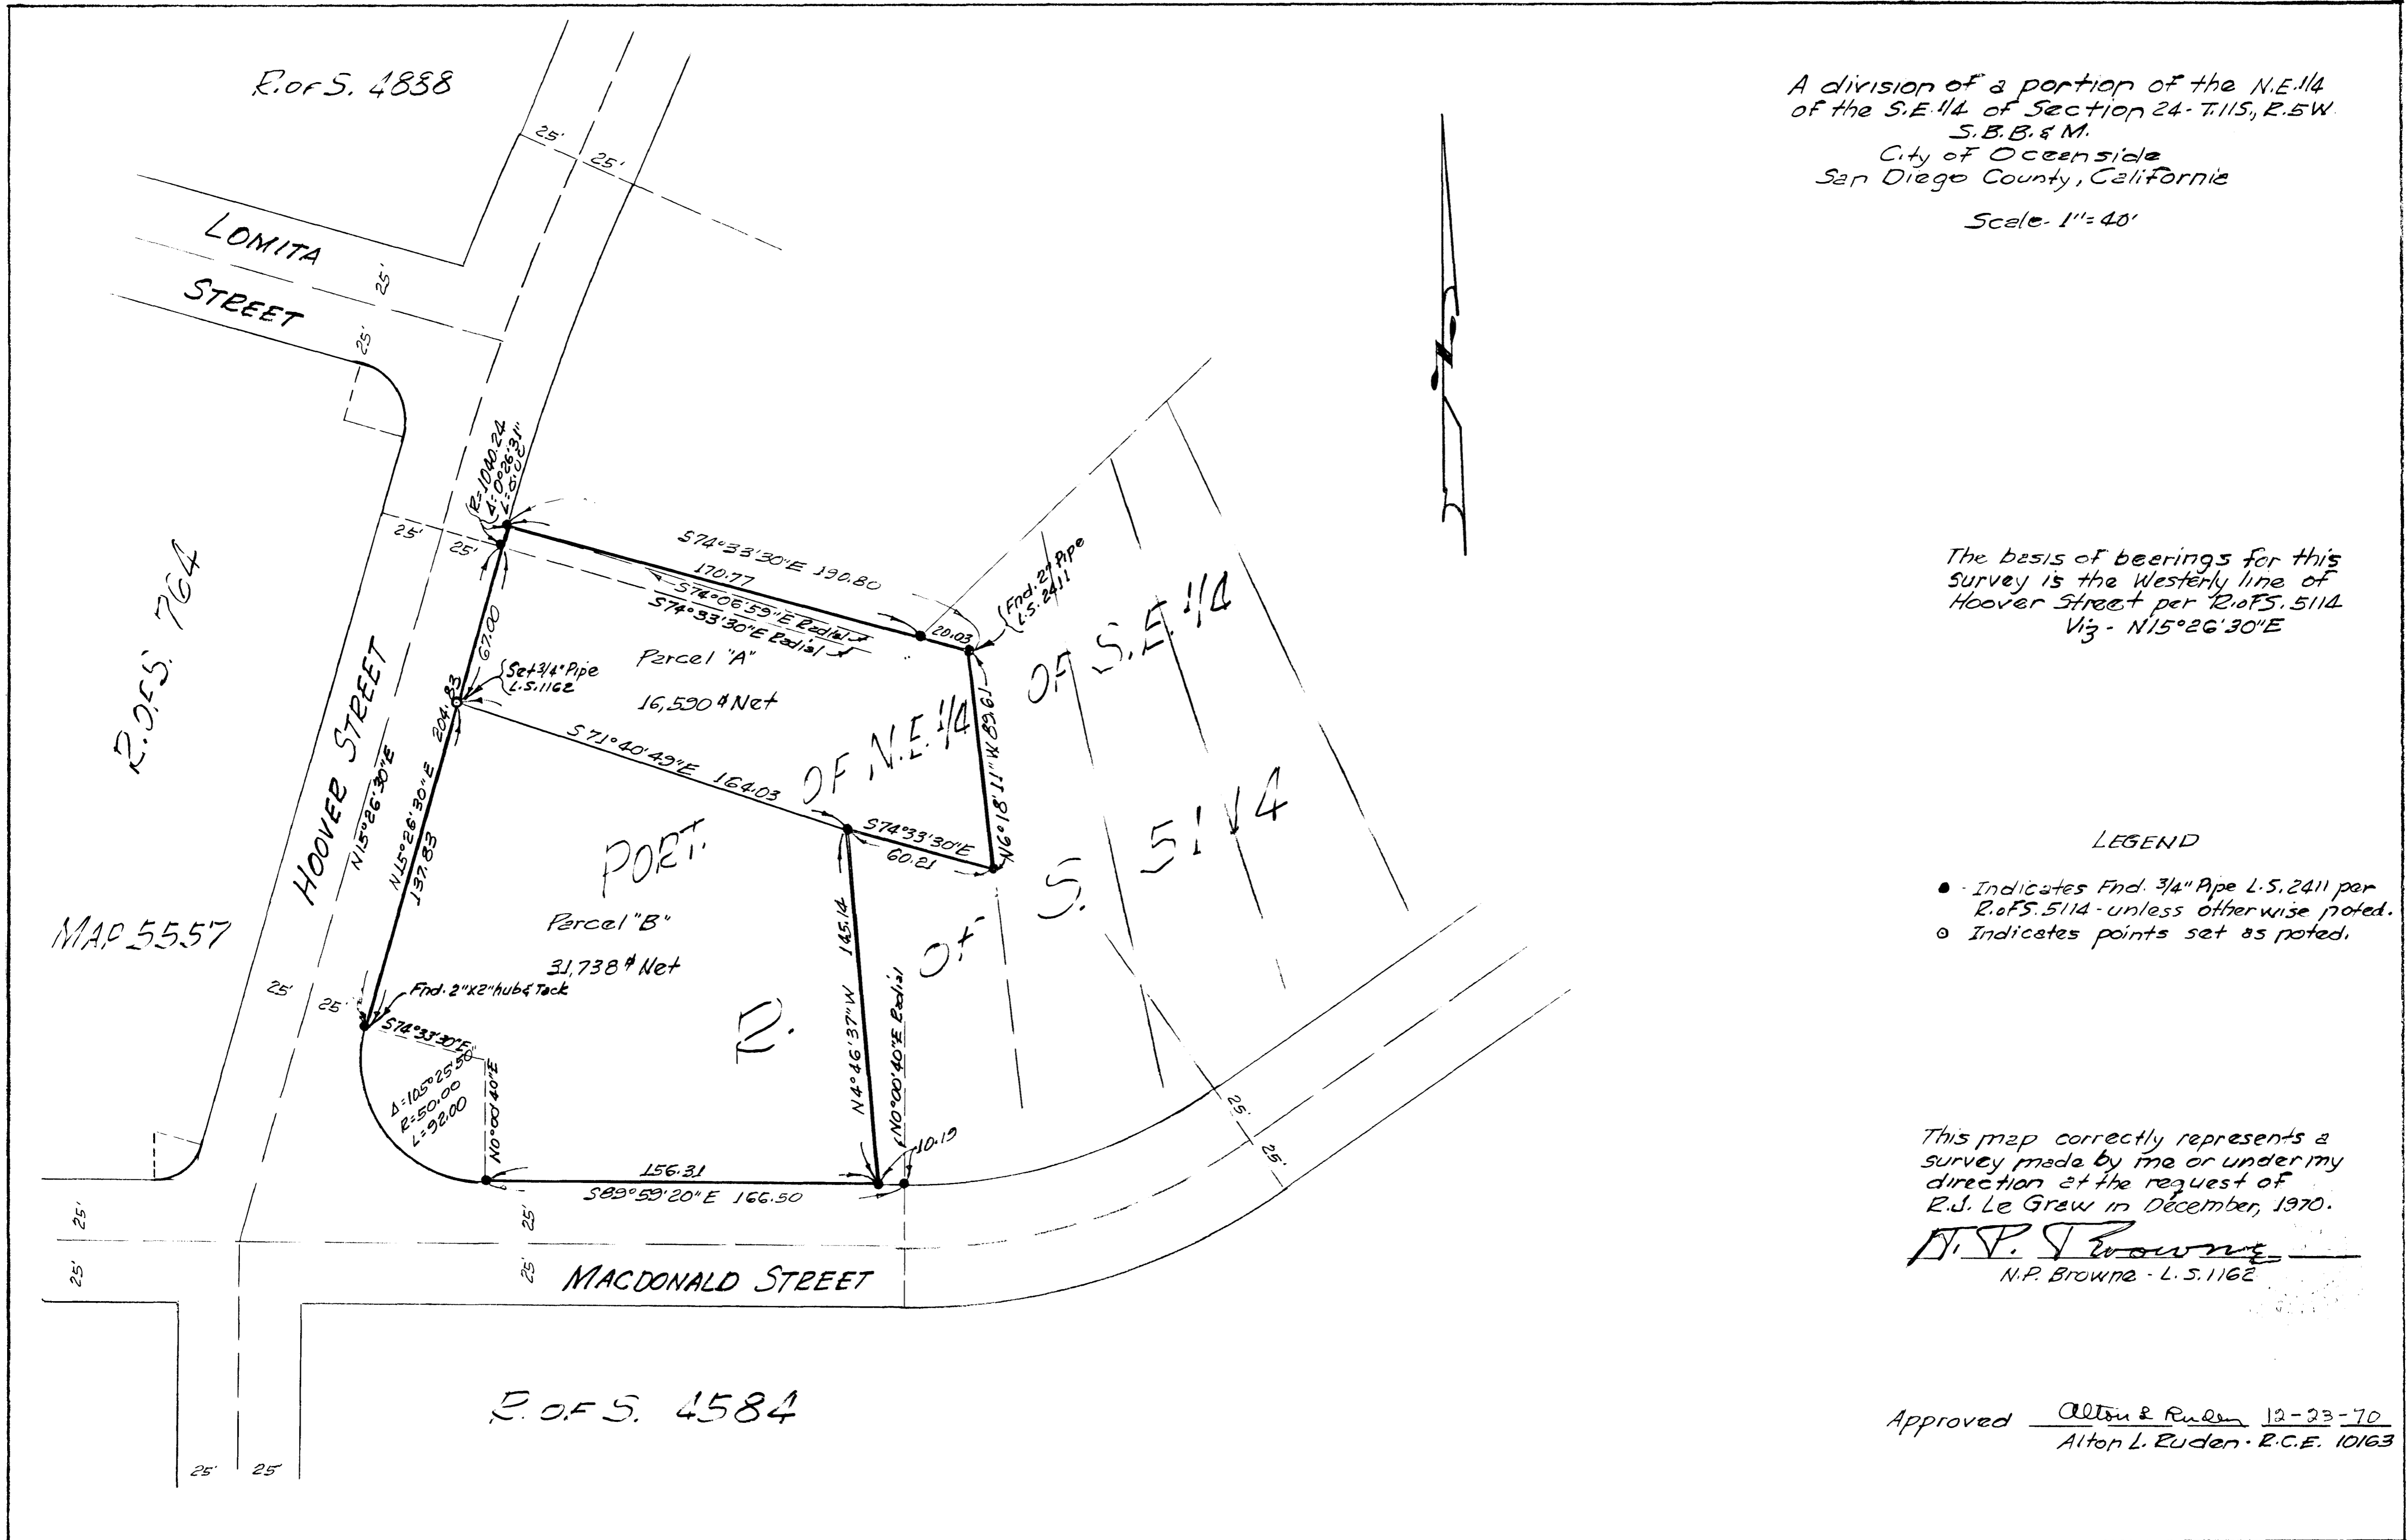 R. of S. 4838
A division of a portion of the N.E. 1/4
of the S.E. 1/4 of Section 24 - T.11S., R.5W.
S.B.B. & M.
City of Oceanside
San Diego County, California
Scale - 1" = 40'
25'
25'
LOMITA
STREET
25'
25'
R=1040.24
Δ=0°26'31"
25'
25'
S74°33'30"E 190.80
170.77
S74°06'59"E Radial
S74°33'30"E Radial
20.03
{Fnd. 2" Pipe
L.S. 2411
The basis of bearings for this
survey is the Westerly line of
Hoover Street per R.of S. 5114
Viz - N15°26'30"E
R. OF S. 764
HOOVER STREET
N15°26'30"E
67.00
{Set 3/4" Pipe
L.S. 1162
Parcel "A"
16,590 ⌗ Net
204.83
N15°26'30"E
137.83
S71°40'49"E 164.03
S74°33'30"E
60.21
N6°18'11"W 89.61
PORT.
OF N.E. 1/4
OF S.E. 1/4
R.
OF
S.
5114
MAP 5557
Parcel "B"
31,738 ⌗ Net
145.14
N4°46'37"W
N0°00'40"E Radial
LEGEND
● - Indicates Fnd. 3/4" Pipe L.S. 2411 per
R.of S. 5114 - unless otherwise noted.
⊙ Indicates points set as noted.
25'
25'
Fnd. 2"x2" hub & Tack
S74°33'30"E
Δ=105°25'50"
R=50.00
L=92.00
N0°00'40"E
10.19
156.31
S89°59'20"E 166.50
25'
25'
25'
25'
25'
25'
MACDONALD STREET
This map correctly represents a
survey made by me or under my
direction at the request of
R.J. Le Graw in December, 1970.
N. P. Browne
N.P. Browne - L.S. 1162
R. OF S. 4584
25'
25'
Approved Alton L Ruden 12-23-70
Alton L. Ruden - R.C.E. 10163